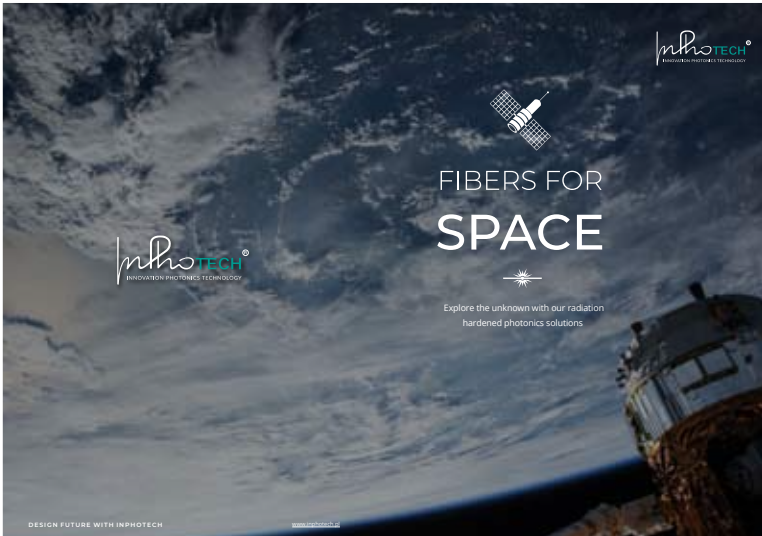 InPhoTECH®
INNOVATION PHOTONICS TECHNOLOGY
FIBERS FOR
SPACE
Explore the unknown with our radiation
hardened photonics solutions
InPhoTECH®
INNOVATION PHOTONICS TECHNOLOGY
DESIGN FUTURE WITH INPHOTECH
www.inphotech.pl